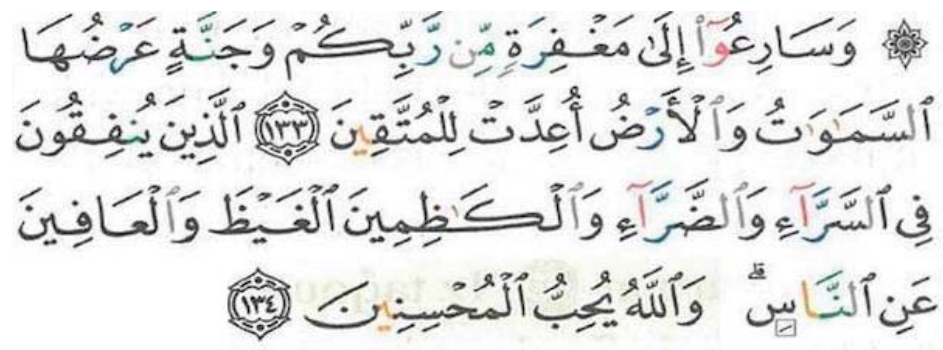 ۞ وَسَارِعُوٓا۟ إِلَىٰ مَغْفِرَةٍ مِّن رَّبِّكُمْ وَجَنَّةٍ عَرْضُهَا
ٱلسَّمَٰوَٰتُ وَٱلْأَرْضُ أُعِدَّتْ لِلْمُتَّقِينَ ١٣٣ ٱلَّذِينَ يُنفِقُونَ
فِى ٱلسَّرَّآءِ وَٱلضَّرَّآءِ وَٱلْكَٰظِمِينَ ٱلْغَيْظَ وَٱلْعَافِينَ
عَنِ ٱلنَّاسِ ۗ وَٱللَّهُ يُحِبُّ ٱلْمُحْسِنِينَ ١٣٤